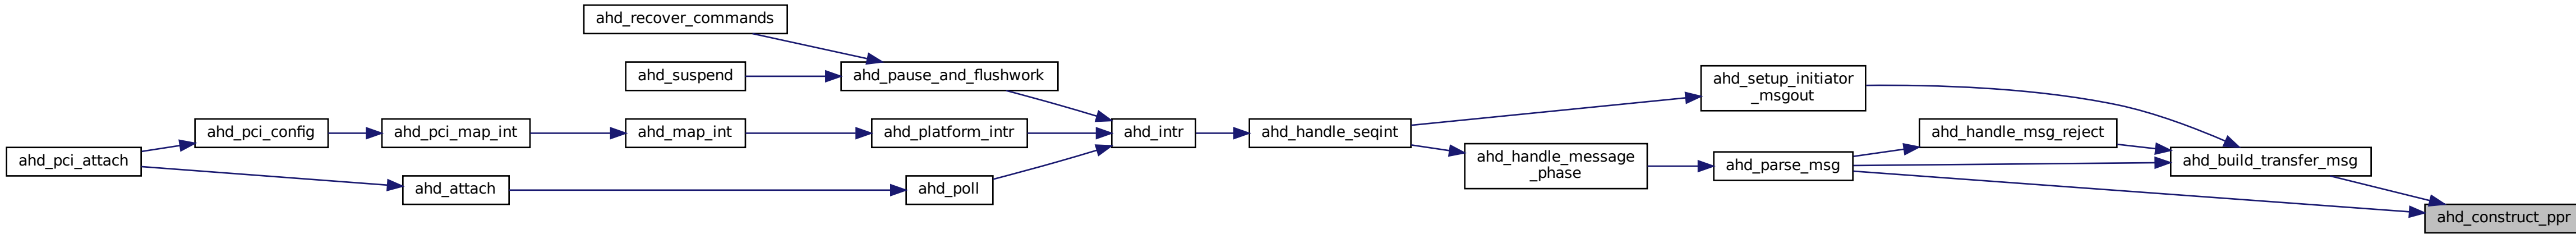 ahd_recover_commands
ahd_suspend
ahd_pause_and_flushwork
ahd_setup_initiator
_msgout
ahd_pci_config
ahd_pci_map_int
ahd_map_int
ahd_platform_intr
ahd_intr
ahd_handle_seqint
ahd_handle_msg_reject
ahd_pci_attach
ahd_handle_message
_phase
ahd_parse_msg
ahd_build_transfer_msg
ahd_attach
ahd_poll
ahd_construct_ppr